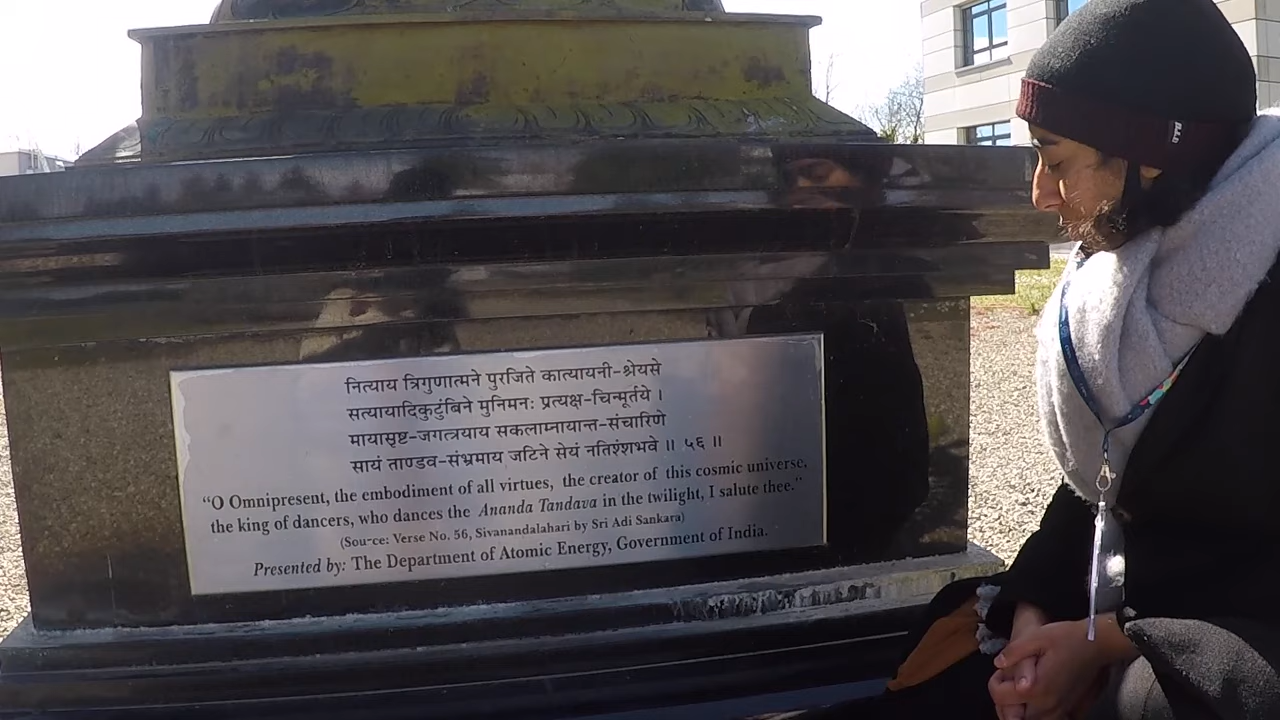 नित्याय त्रिगुणात्मने पुरजिते कात्यायनी-श्रेयसे
सत्यायादिकुटुंबिने मुनिमनः प्रत्यक्ष-चिन्मूर्तये ।
मायासृष्ट-जगत्त्रयाय सकलाम्नायान्त-संचारिणे
सायं ताण्डव-संभ्रमाय जटिने सेयं नतिश्शंभवे ॥ ५६ ॥
“O Omnipresent, the embodiment of all virtues, the creator of this cosmic universe,
the king of dancers, who dances the Ananda Tandava in the twilight, I salute thee.”
(Source: Verse No. 56, Sivanandalahari by Sri Adi Sankara)
Presented by: The Department of Atomic Energy, Government of India.